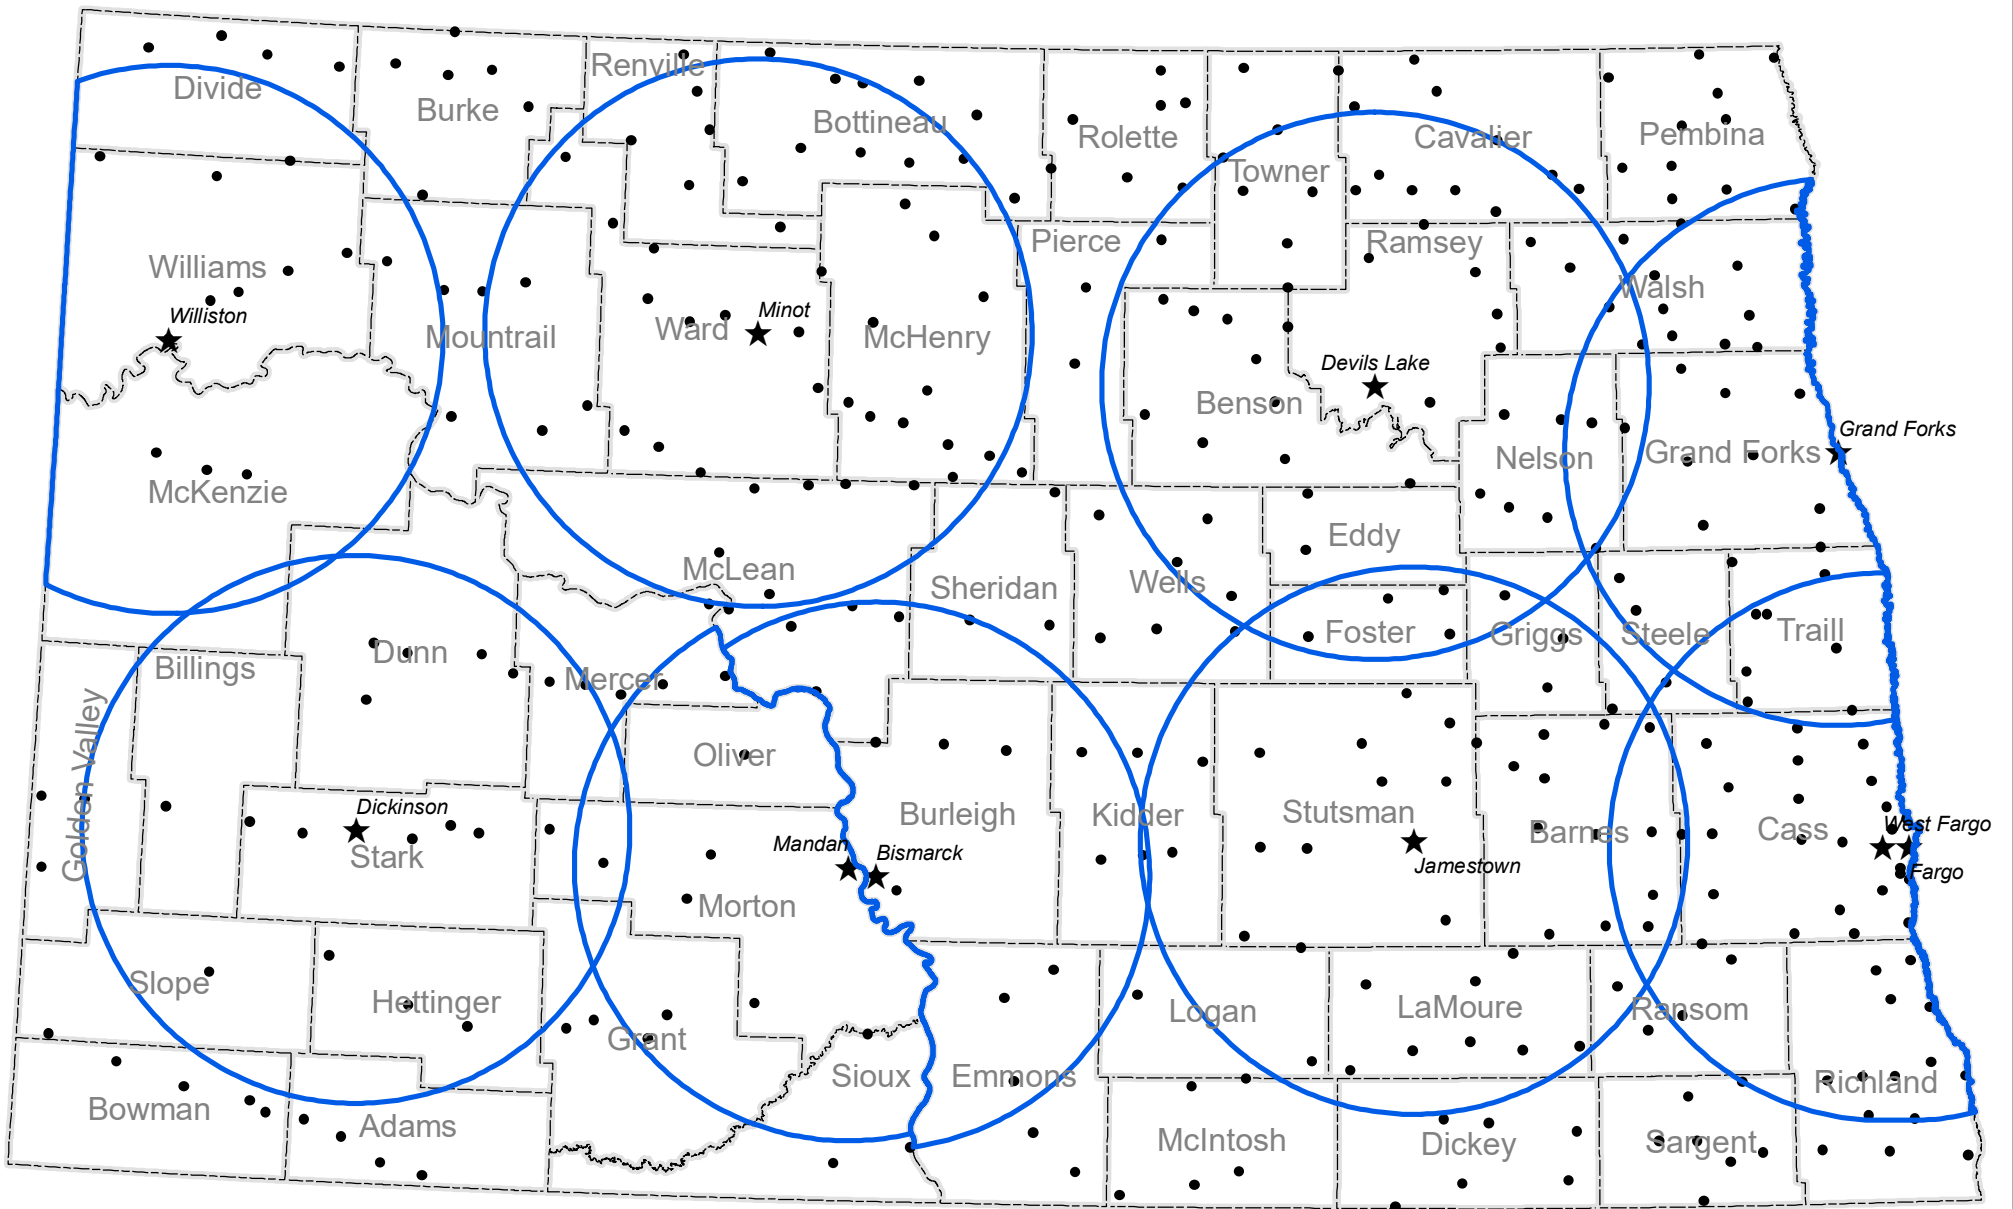 Renville
Divide
Burke
Bottineau
Rolette
Cavalier
Pembina
Towner
Pierce
Ramsey
Williams
Walsh
Williston
Minot
Mountrail
Ward
McHenry
Devils Lake
Benson
Grand Forks
Nelson
Grand Forks
McKenzie
Eddy
McLean
Sheridan
Wells
Foster
Griggs
Steele
Traill
Dunn
Billings
Mercer
Golden Valley
Oliver
Dickinson
Burleigh
Kidder
Stutsman
Barnes
Cass
West Fargo
Stark
Mandan
Bismarck
Jamestown
Fargo
Morton
Slope
Hettinger
Logan
LaMoure
Ransom
Grant
Sioux
Emmons
Richland
Bowman
Adams
McIntosh
Dickey
Sargent